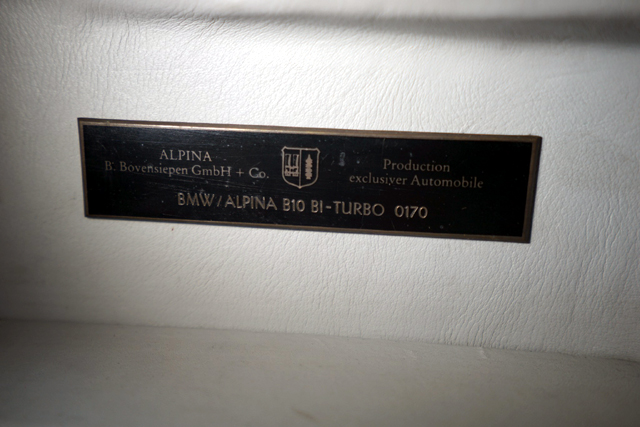 ALPINA
B. Bovensiepen GmbH + Co.
Production
exclusiver Automobile
BMW/ALPINA B10 BI-TURBO 0170